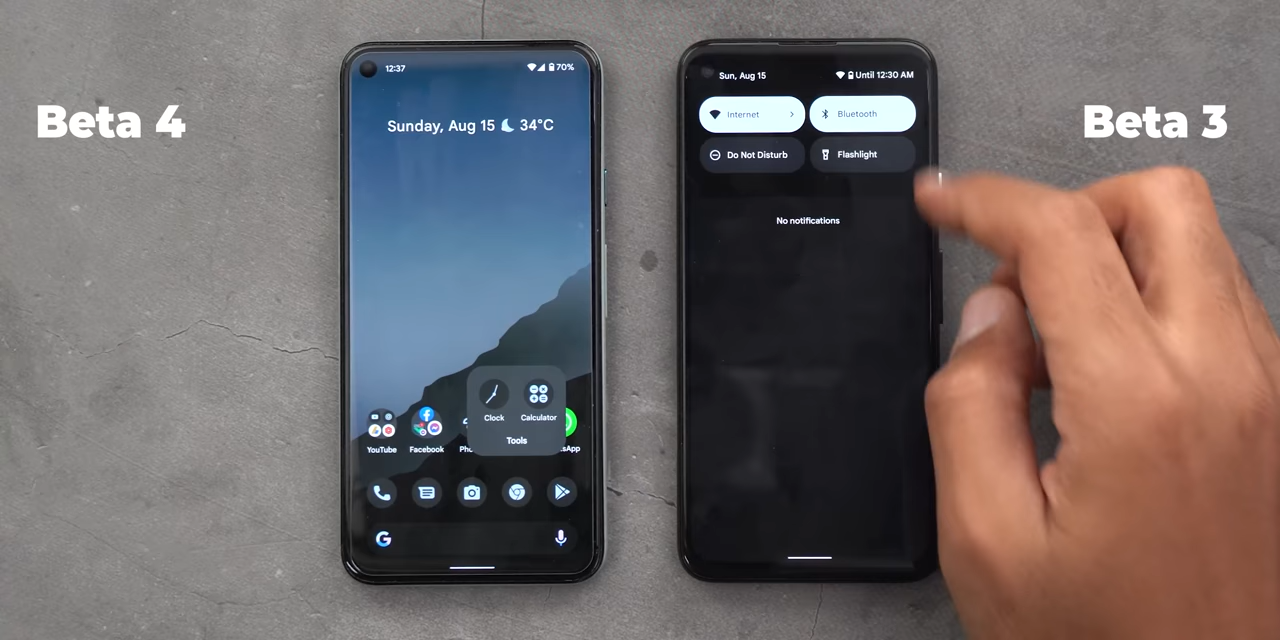 Beta 4
12:37
70%
Sunday, Aug 15 34°C
Clock Calculator
Tools
YouTube Facebook
G
Beta 3
Sun, Aug 15 Until 12:30 AM
Internet Bluetooth
Do Not Disturb Flashlight
No notifications